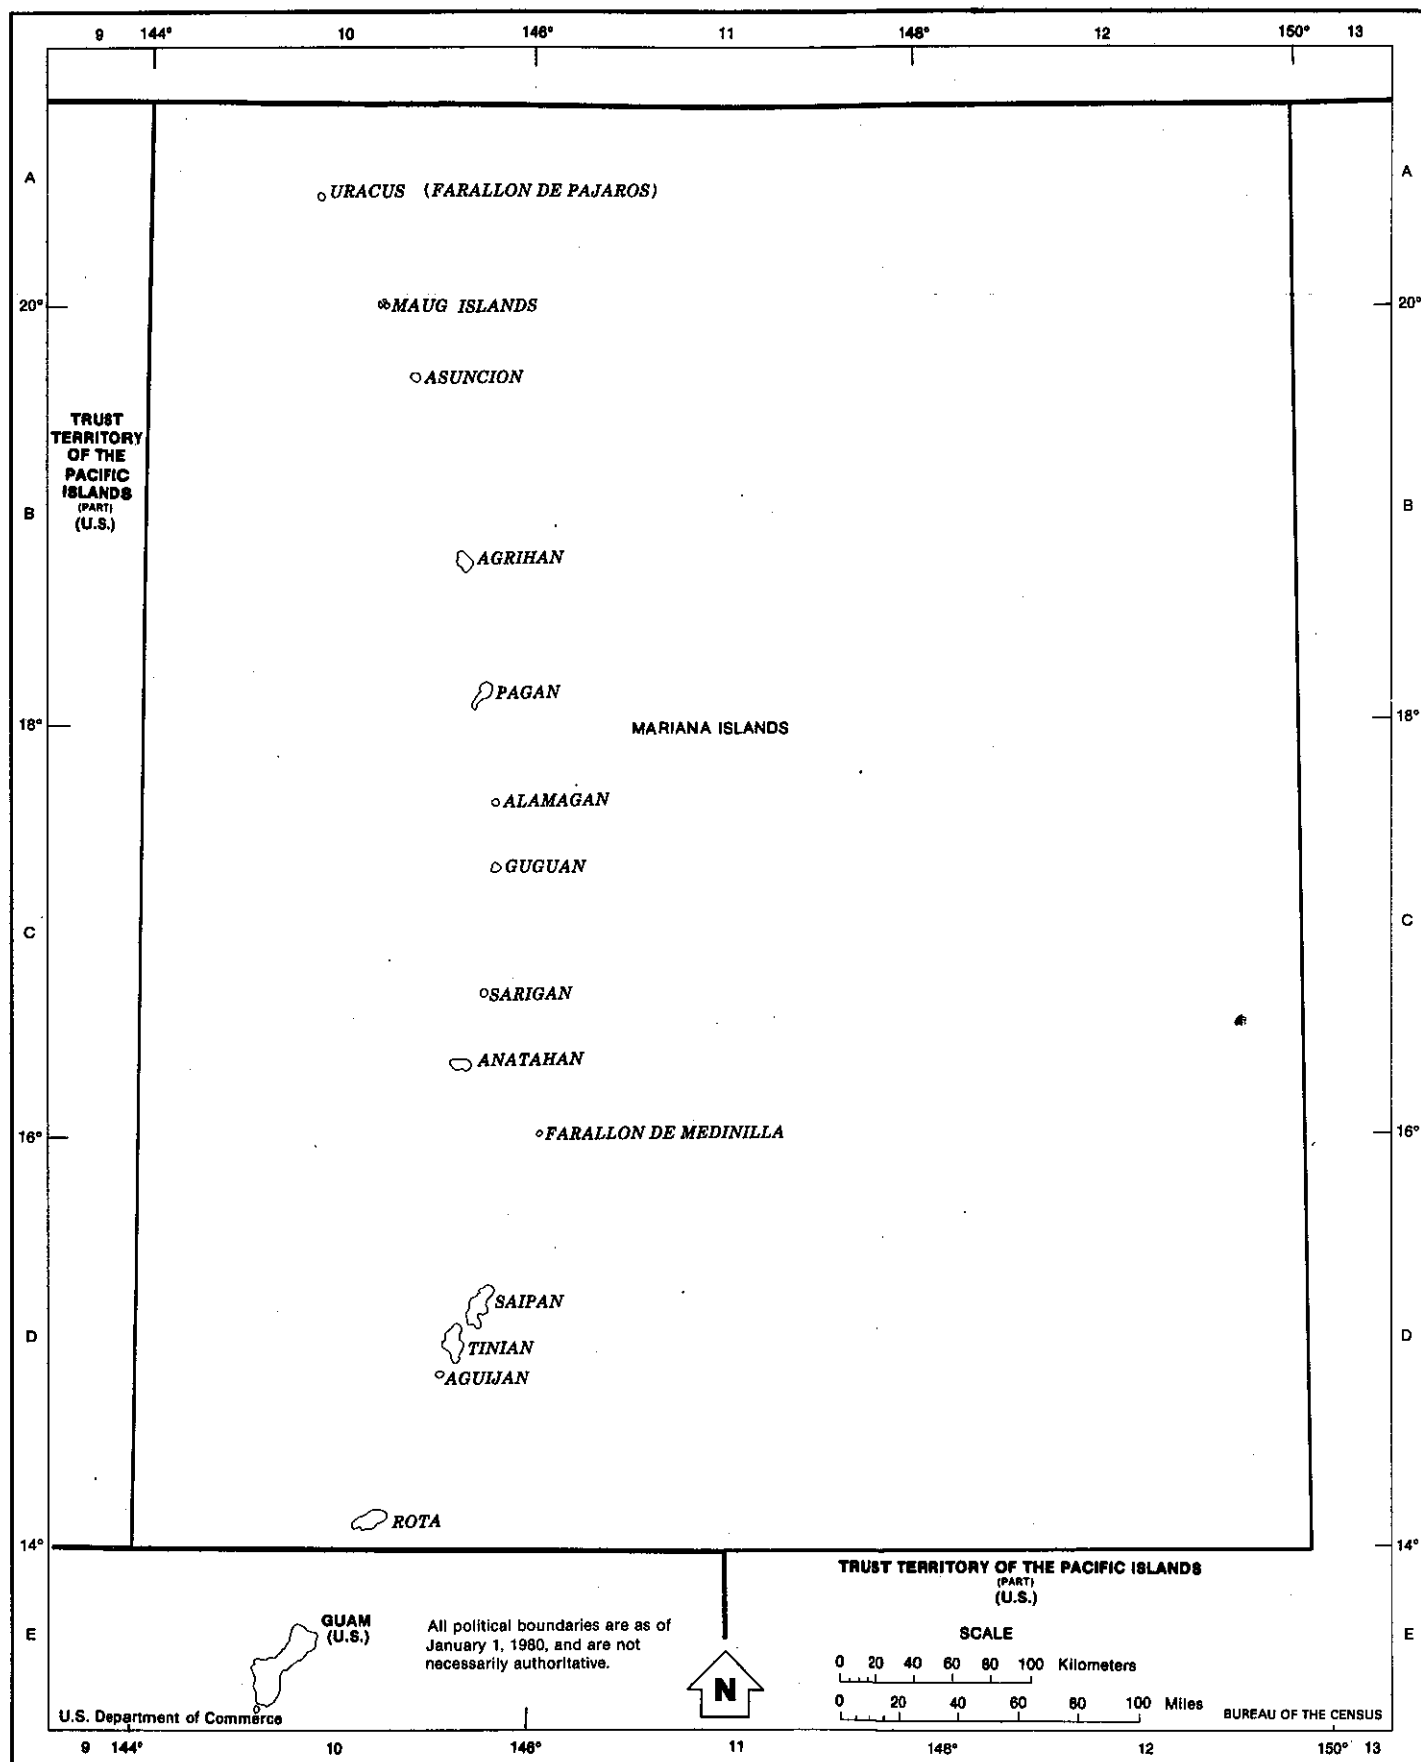 9 144° 10 146° 11 148° 12 150° 13
A A
URACUS (FARALLON DE PAJAROS)
20° MAUG ISLANDS 20°
ASUNCION
TRUST
TERRITORY
OF THE
PACIFIC
ISLANDS
(PART)
(U.S.)
B B
AGRIHAN
PAGAN
18° MARIANA ISLANDS 18°
ALAMAGAN
GUGUAN
C C
SARIGAN
ANATAHAN
16° FARALLON DE MEDINILLA 16°
SAIPAN
D D
TINIAN
AGUIJAN
ROTA
14° 14°
TRUST TERRITORY OF THE PACIFIC ISLANDS
(PART)
(U.S.)
GUAM
(U.S.)
E E
All political boundaries are as of
January 1, 1980, and are not
necessarily authoritative.
N
SCALE
0 20 40 60 80 100 Kilometers
0 20 40 60 80 100 Miles
U.S. Department of Commerce
BUREAU OF THE CENSUS
9 144° 10 146° 11 148° 12 150° 13